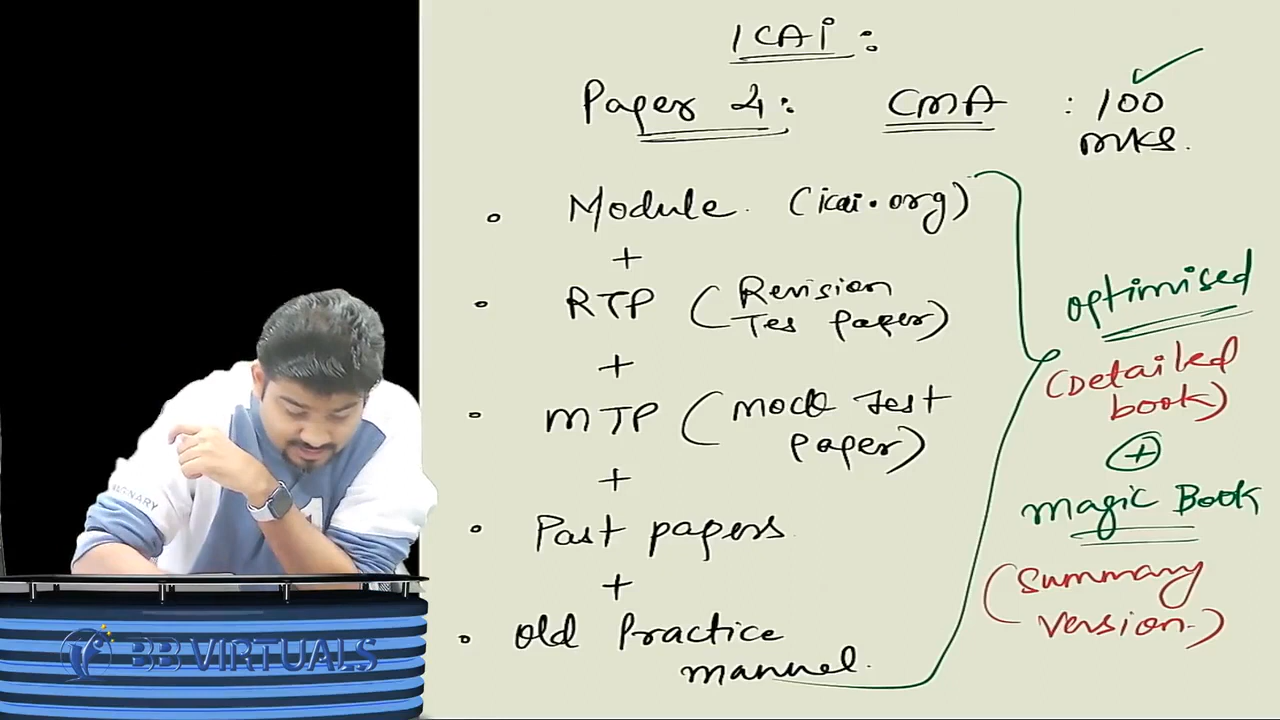 ICAI :
Paper 4 : CMA : 100
mks.
• Module. (icai.org)
+
• RTP (Revision
Tes paper)
+
• MTP (mock Test
paper)
+
• Past papers
+
• Old Practice
mannel.
optimised
(Detailed
book)
+
magic Book
(Summary
version)
BB VIRTUALS